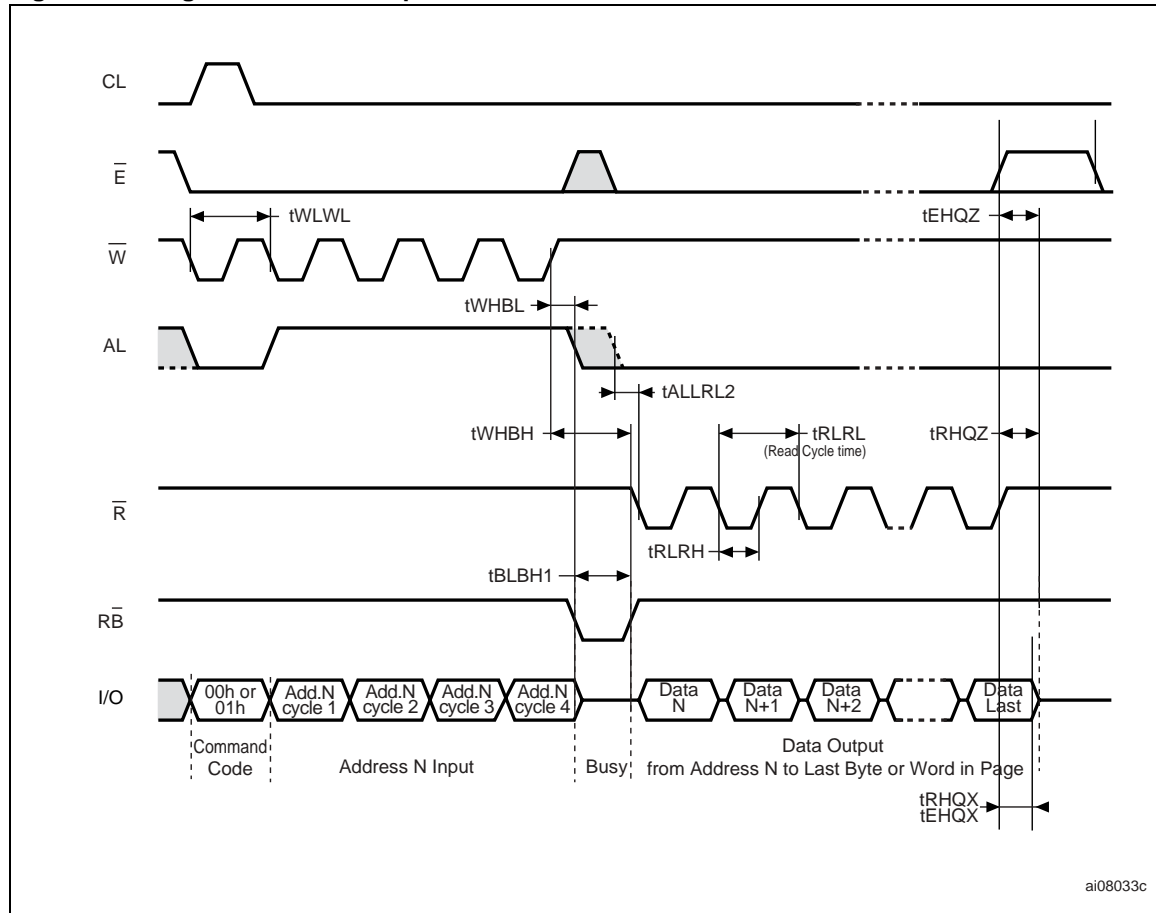 CL
E
tWLWL
tEHQZ
W
tWHBL
AL
tALLRL2
tWHBH
tRLRL
tRHQZ
(Read Cycle time)
R
tRLRH
tBLBH1
RB
I/O
00h or
01h
Add.N
cycle 1
Add.N
cycle 2
Add.N
cycle 3
Add.N
cycle 4
Data
N
Data
N+1
Data
N+2
Data
Last
Command
Code
Address N Input
Busy
Data Output
from Address N to Last Byte or Word in Page
tRHQX
tEHQX
ai08033c